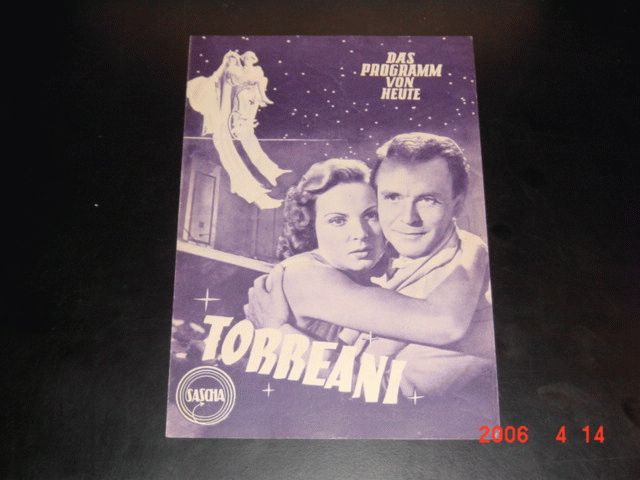 DAS
PROGRAMM
VON
HEUTE
TORREANI
SASCHA
2006 4 14